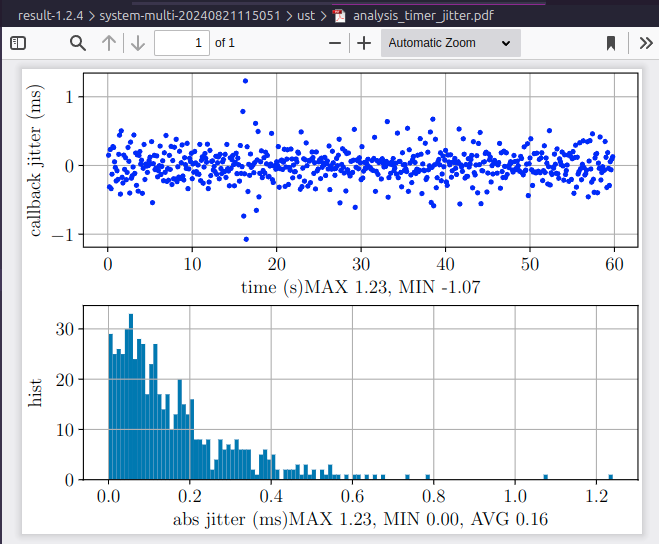 result-1.2.4 › system-multi-20240821115051 › ust › analysis_timer_jitter.pdf
1 of 1 − + Automatic Zoom
callback jitter (ms)
1
0
−1
0 10 20 30 40 50 60
time (s)MAX 1.23, MIN -1.07
hist
30
20
10
0
0.0 0.2 0.4 0.6 0.8 1.0 1.2
abs jitter (ms)MAX 1.23, MIN 0.00, AVG 0.16